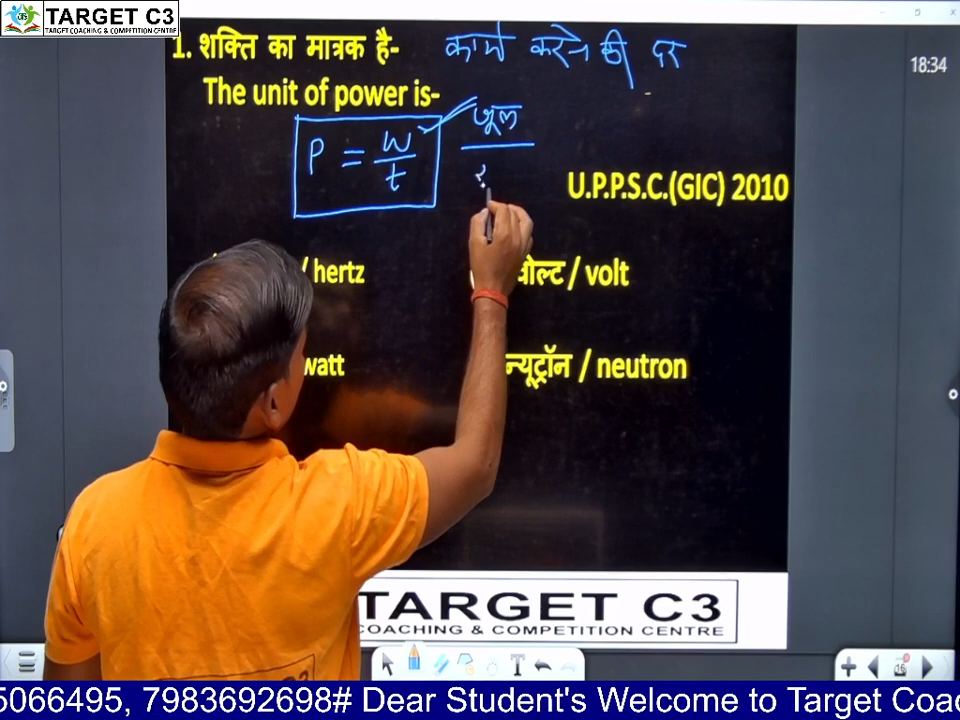 TARGET C3
TARGET COACHING & COMPETITION CENTRE
1. शक्ति का मात्रक है- कार्य करने की दर
18:34
The unit of power is-
जूल
P = W/t
U.P.P.S.C.(GIC) 2010
/ hertz
वोल्ट / volt
watt
न्यूट्रॉन / neutron
TARGET C3
COACHING & COMPETITION CENTRE
16
5066495, 7983692698# Dear Student's Welcome to Target Coac